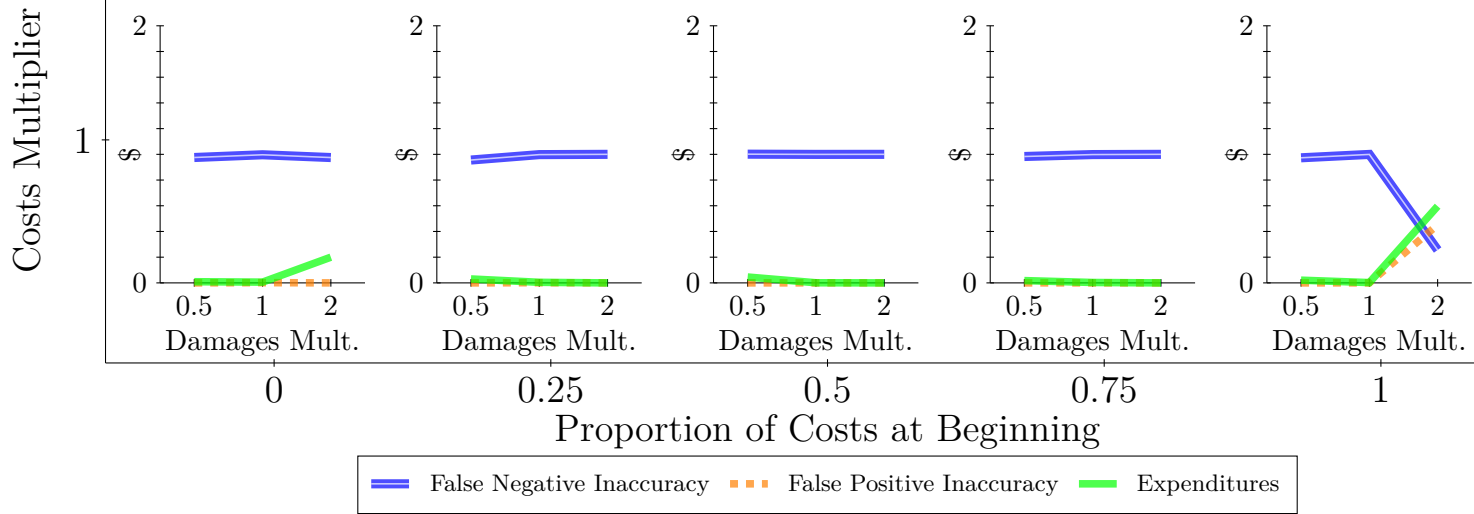 Costs Multiplier
1
2
$
0
0.5 1 2
Damages Mult.
2
$
0
0.5 1 2
Damages Mult.
2
$
0
0.5 1 2
Damages Mult.
2
$
0
0.5 1 2
Damages Mult.
2
$
0
0.5 1 2
Damages Mult.
0 0.25 0.5 0.75 1
Proportion of Costs at Beginning
False Negative Inaccuracy False Positive Inaccuracy Expenditures